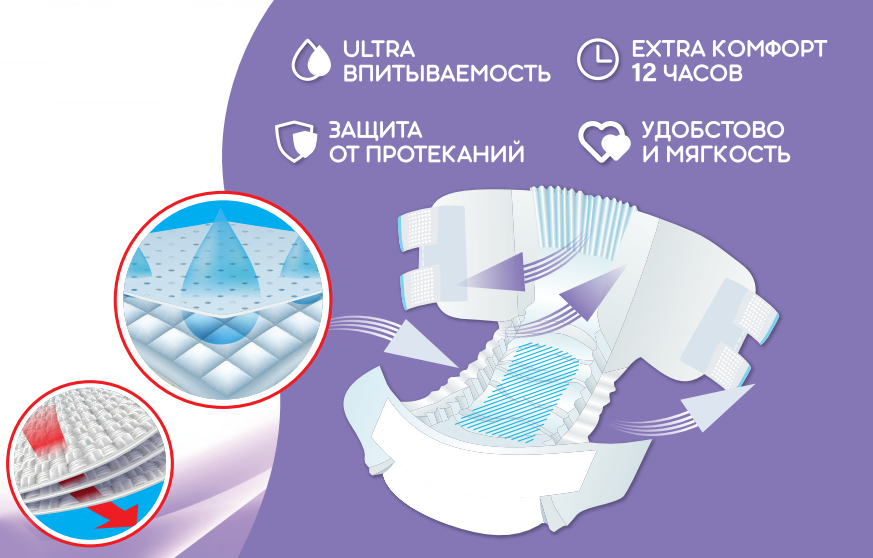 ULTRA
ВПИТЫВАЕМОСТЬ
EXTRA КОМФОРТ
12 ЧАСОВ
ЗАЩИТА
ОТ ПРОТЕКАНИЙ
УДОБСТОВО
И МЯГКОСТЬ